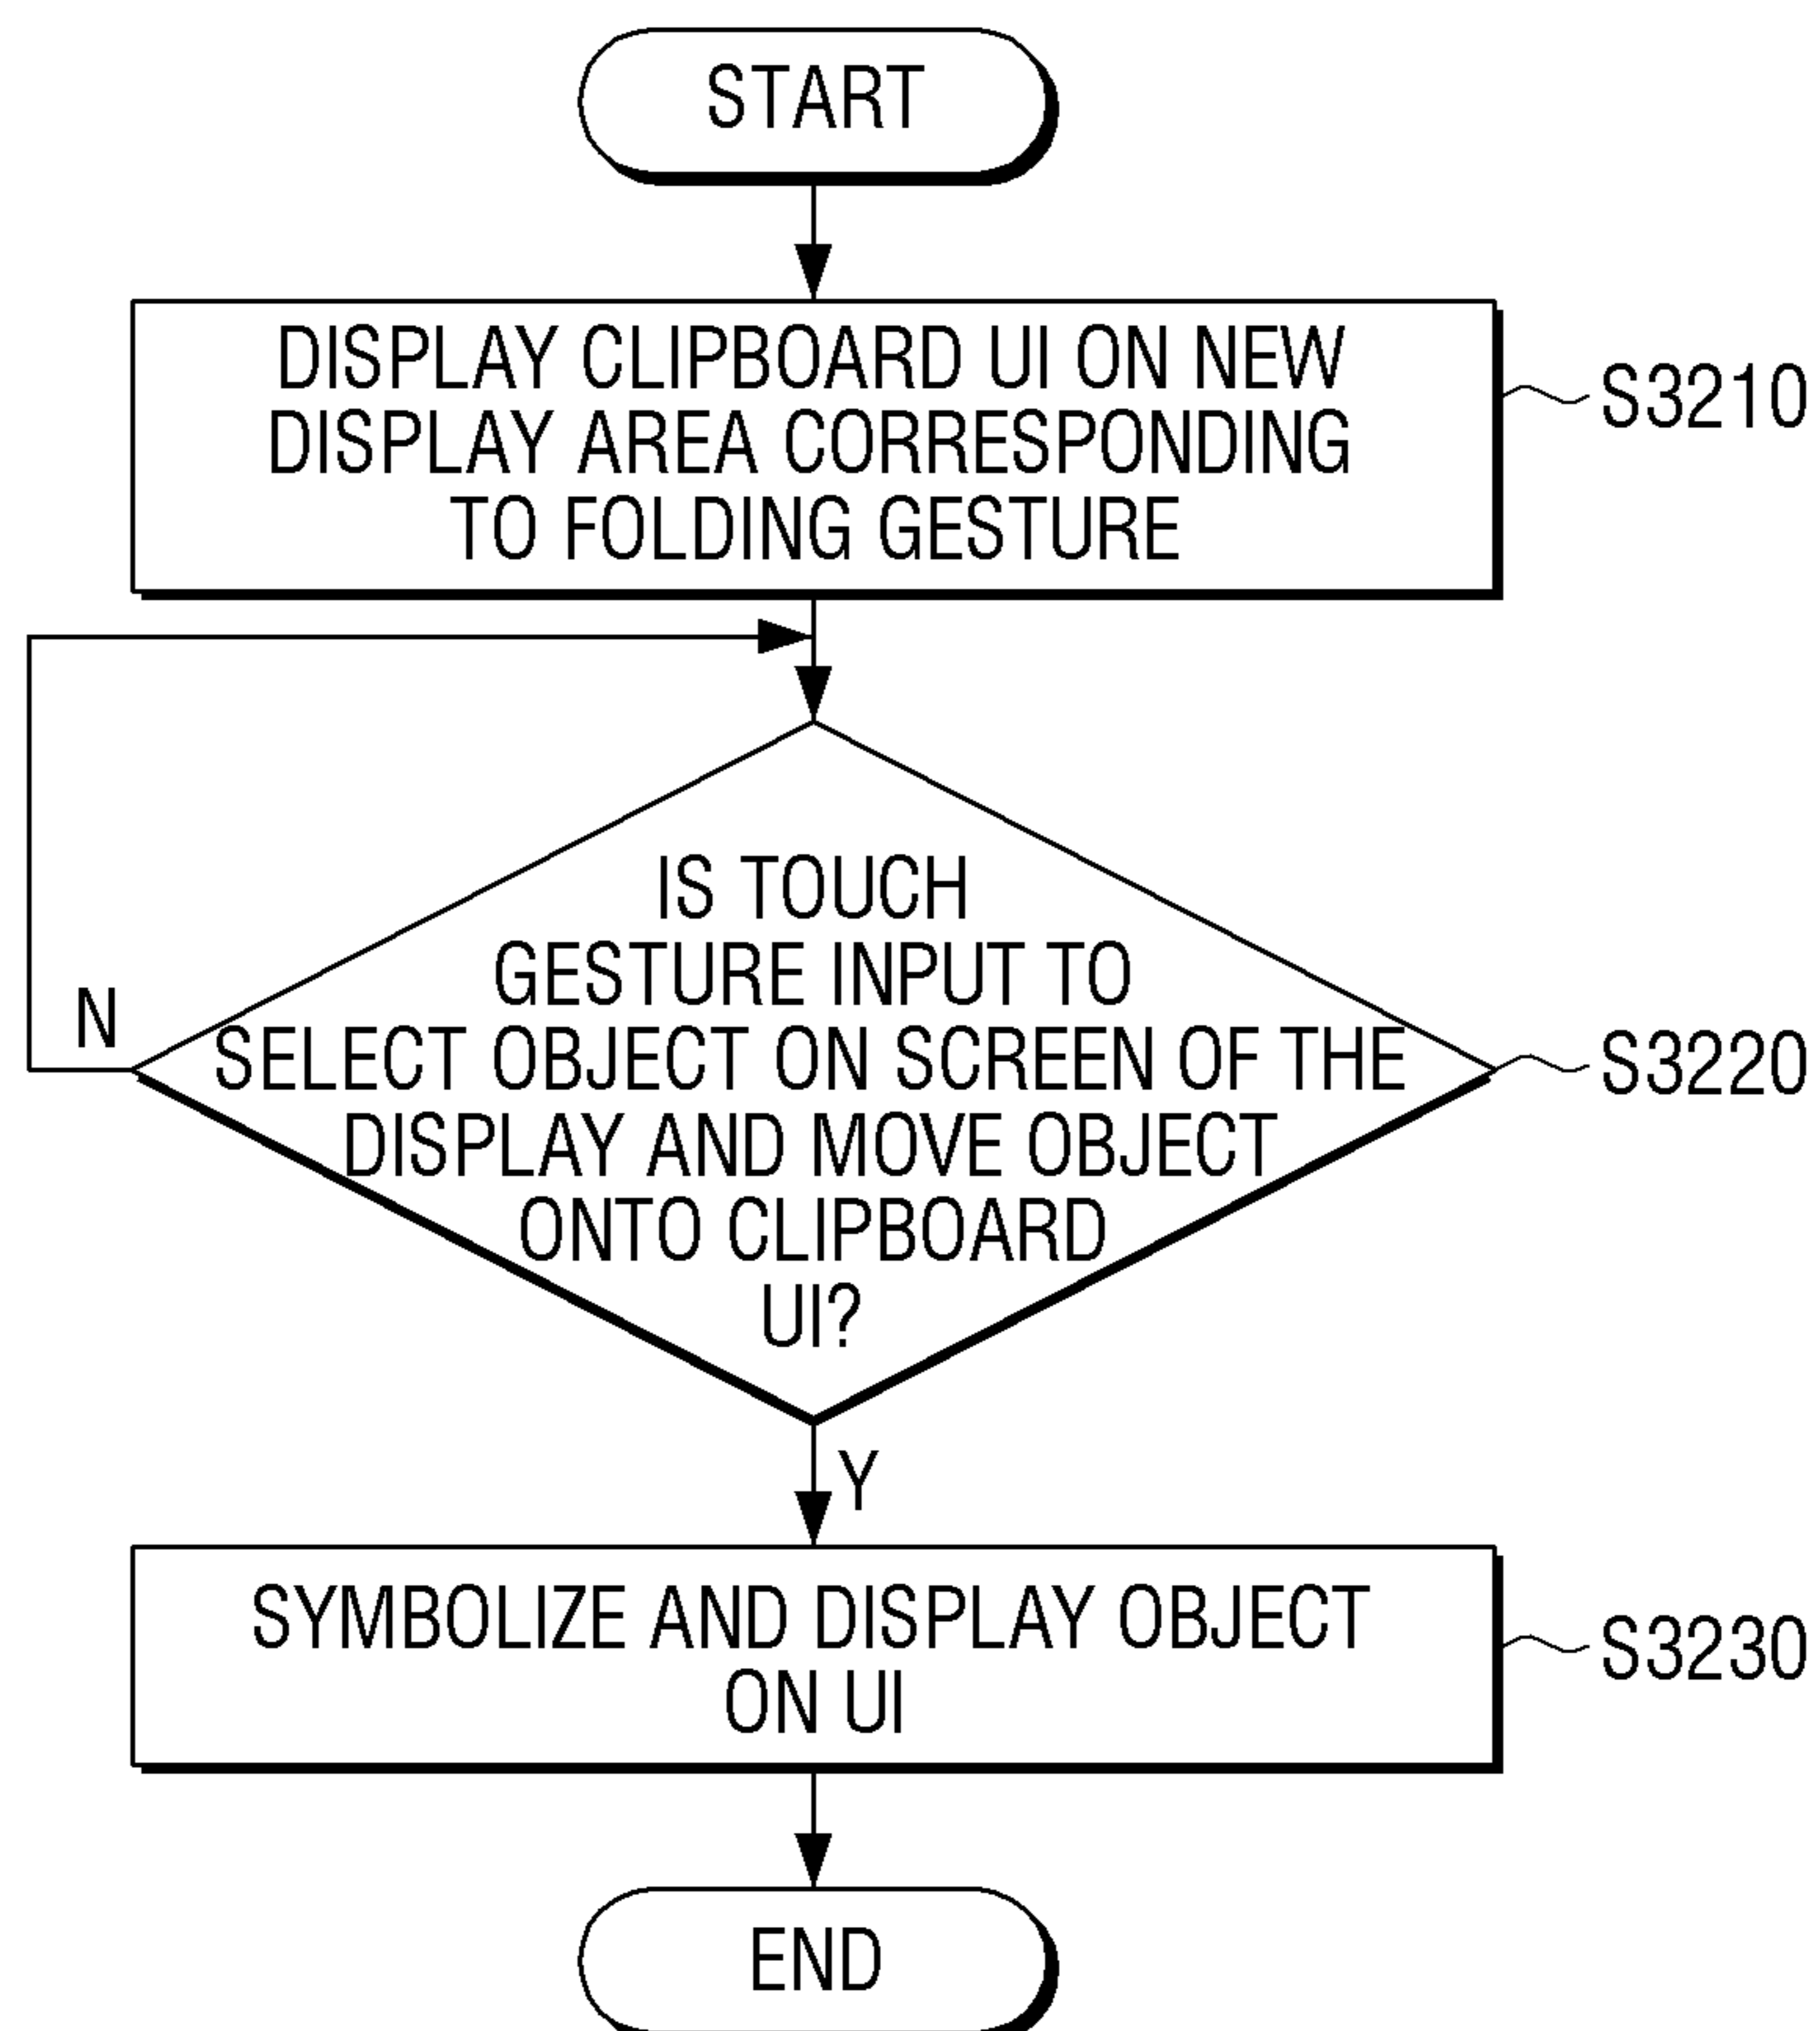 START
DISPLAY CLIPBOARD UI ON NEW
DISPLAY AREA CORRESPONDING
TO FOLDING GESTURE
S3210
IS TOUCH
GESTURE INPUT TO
SELECT OBJECT ON SCREEN OF THE
DISPLAY AND MOVE OBJECT
ONTO CLIPBOARD
UI?
N
S3220
Y
SYMBOLIZE AND DISPLAY OBJECT
ON UI
S3230
END